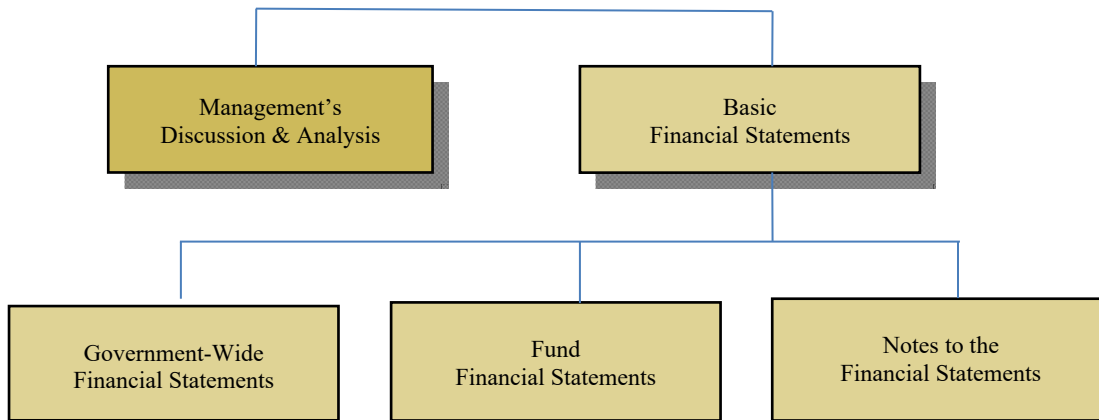 Management’s
Discussion & Analysis
Basic
Financial Statements
Government-Wide
Financial Statements
Fund
Financial Statements
Notes to the
Financial Statements